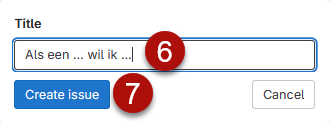 Title
Als een ... wil ik ... 6
Create issue 7 Cancel